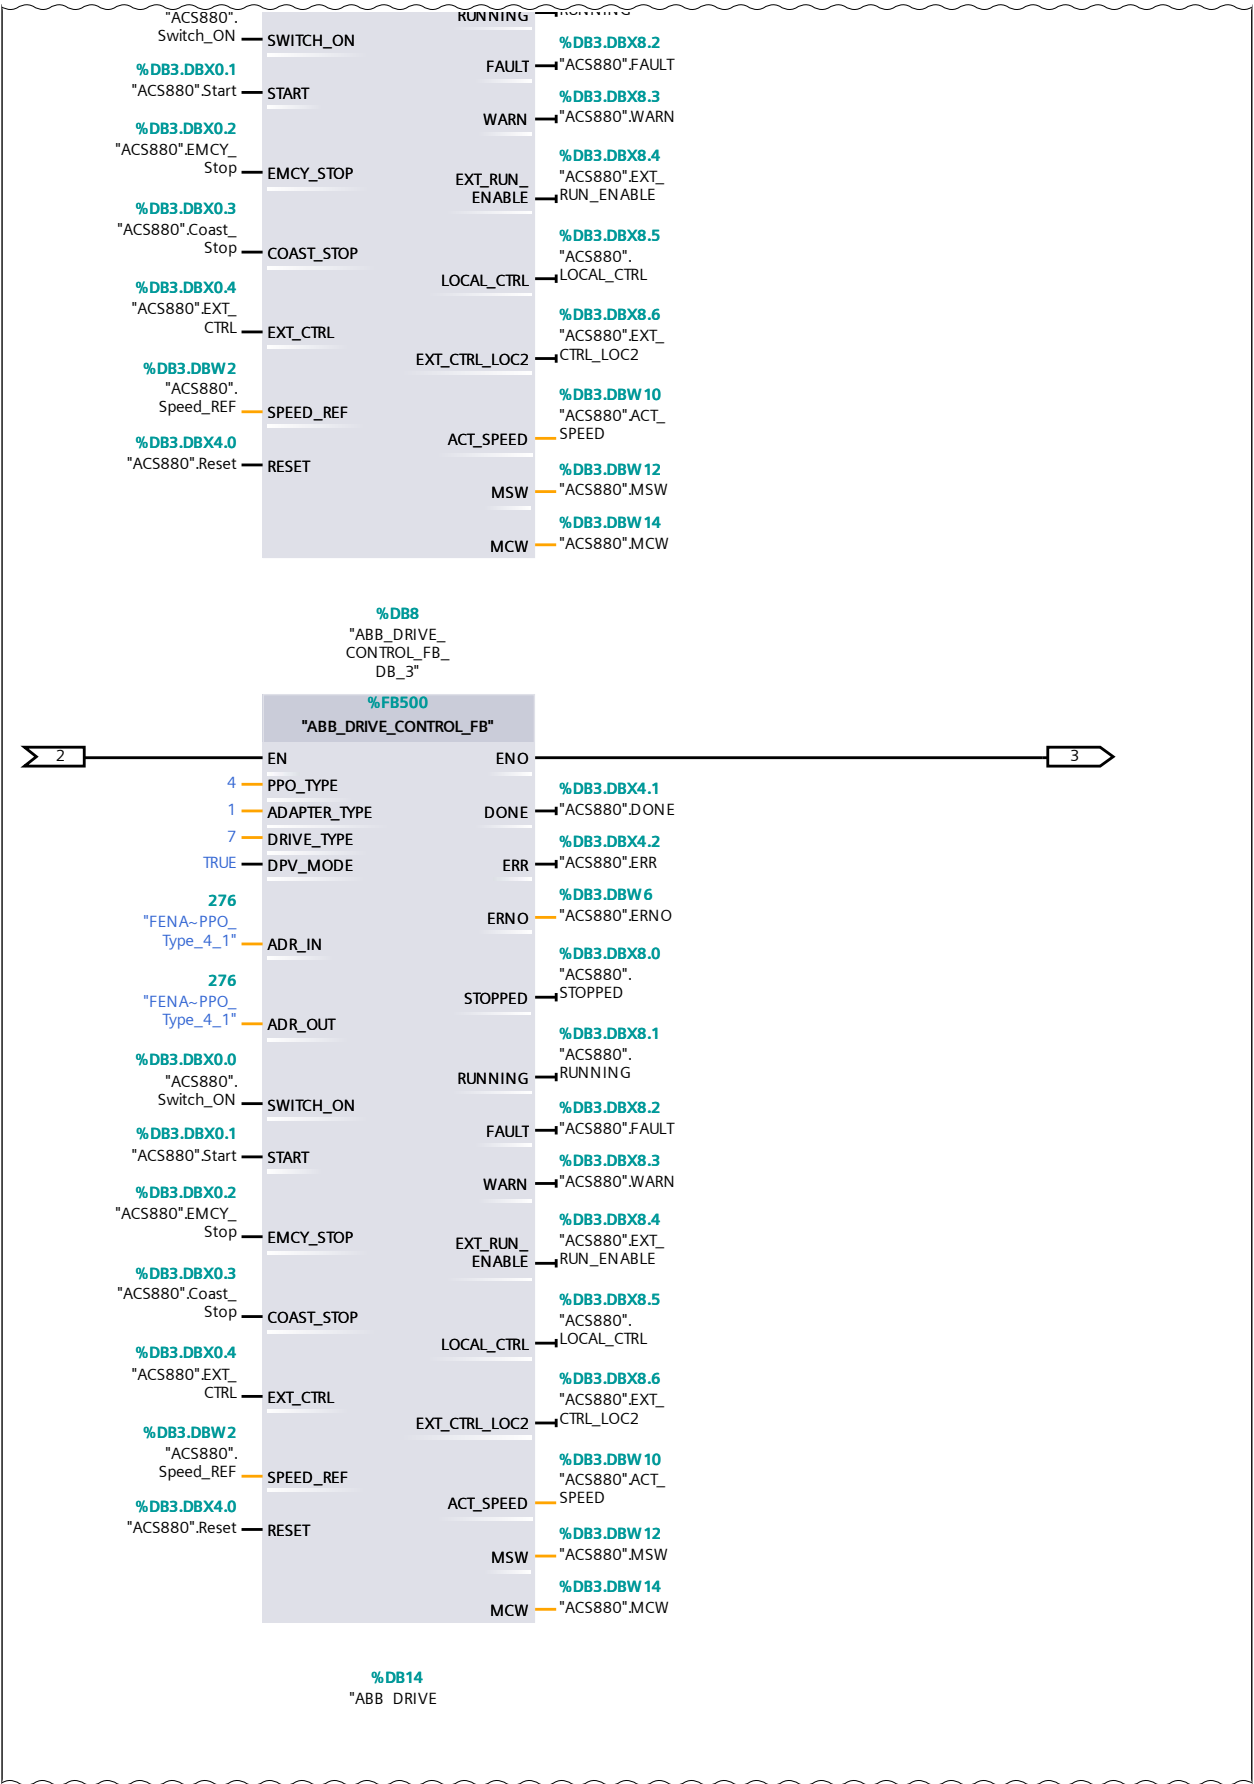 "ACS880".
Switch_ON
SWITCH_ON
%DB3.DBX0.1
"ACS880".Start
START
%DB3.DBX0.2
"ACS880".EMCY_
Stop
EMCY_STOP
%DB3.DBX0.3
"ACS880".Coast_
Stop
COAST_STOP
%DB3.DBX0.4
"ACS880".EXT_
CTRL
EXT_CTRL
%DB3.DBW2
"ACS880".
Speed_REF
SPEED_REF
%DB3.DBX4.0
"ACS880".Reset
RESET
RUNNING
RUNNING
%DB3.DBX8.2
FAULT
"ACS880".FAULT
%DB3.DBX8.3
WARN
"ACS880".WARN
%DB3.DBX8.4
"ACS880".EXT_
RUN_ENABLE
EXT_RUN_
ENABLE
%DB3.DBX8.5
"ACS880".
LOCAL_CTRL
LOCAL_CTRL
%DB3.DBX8.6
"ACS880".EXT_
CTRL_LOC2
EXT_CTRL_LOC2
%DB3.DBW10
"ACS880".ACT_
SPEED
ACT_SPEED
%DB3.DBW12
MSW
"ACS880".MSW
%DB3.DBW14
MCW
"ACS880".MCW
%DB8
"ABB_DRIVE_
CONTROL_FB_
DB_3"
%FB500
"ABB_DRIVE_CONTROL_FB"
2
EN
ENO
3
4
PPO_TYPE
1
ADAPTER_TYPE
7
DRIVE_TYPE
TRUE
DPV_MODE
276
"FENA~PPO_
Type_4_1"
ADR_IN
276
"FENA~PPO_
Type_4_1"
ADR_OUT
%DB3.DBX0.0
"ACS880".
Switch_ON
SWITCH_ON
%DB3.DBX0.1
"ACS880".Start
START
%DB3.DBX0.2
"ACS880".EMCY_
Stop
EMCY_STOP
%DB3.DBX0.3
"ACS880".Coast_
Stop
COAST_STOP
%DB3.DBX0.4
"ACS880".EXT_
CTRL
EXT_CTRL
%DB3.DBW2
"ACS880".
Speed_REF
SPEED_REF
%DB3.DBX4.0
"ACS880".Reset
RESET
%DB3.DBX4.1
DONE
"ACS880".DONE
%DB3.DBX4.2
ERR
"ACS880".ERR
%DB3.DBW6
ERNO
"ACS880".ERNO
%DB3.DBX8.0
"ACS880".
STOPPED
STOPPED
%DB3.DBX8.1
"ACS880".
RUNNING
RUNNING
%DB3.DBX8.2
FAULT
"ACS880".FAULT
%DB3.DBX8.3
WARN
"ACS880".WARN
%DB3.DBX8.4
"ACS880".EXT_
RUN_ENABLE
EXT_RUN_
ENABLE
%DB3.DBX8.5
"ACS880".
LOCAL_CTRL
LOCAL_CTRL
%DB3.DBX8.6
"ACS880".EXT_
CTRL_LOC2
EXT_CTRL_LOC2
%DB3.DBW10
"ACS880".ACT_
SPEED
ACT_SPEED
%DB3.DBW12
MSW
"ACS880".MSW
%DB3.DBW14
MCW
"ACS880".MCW
%DB14
"ABB DRIVE